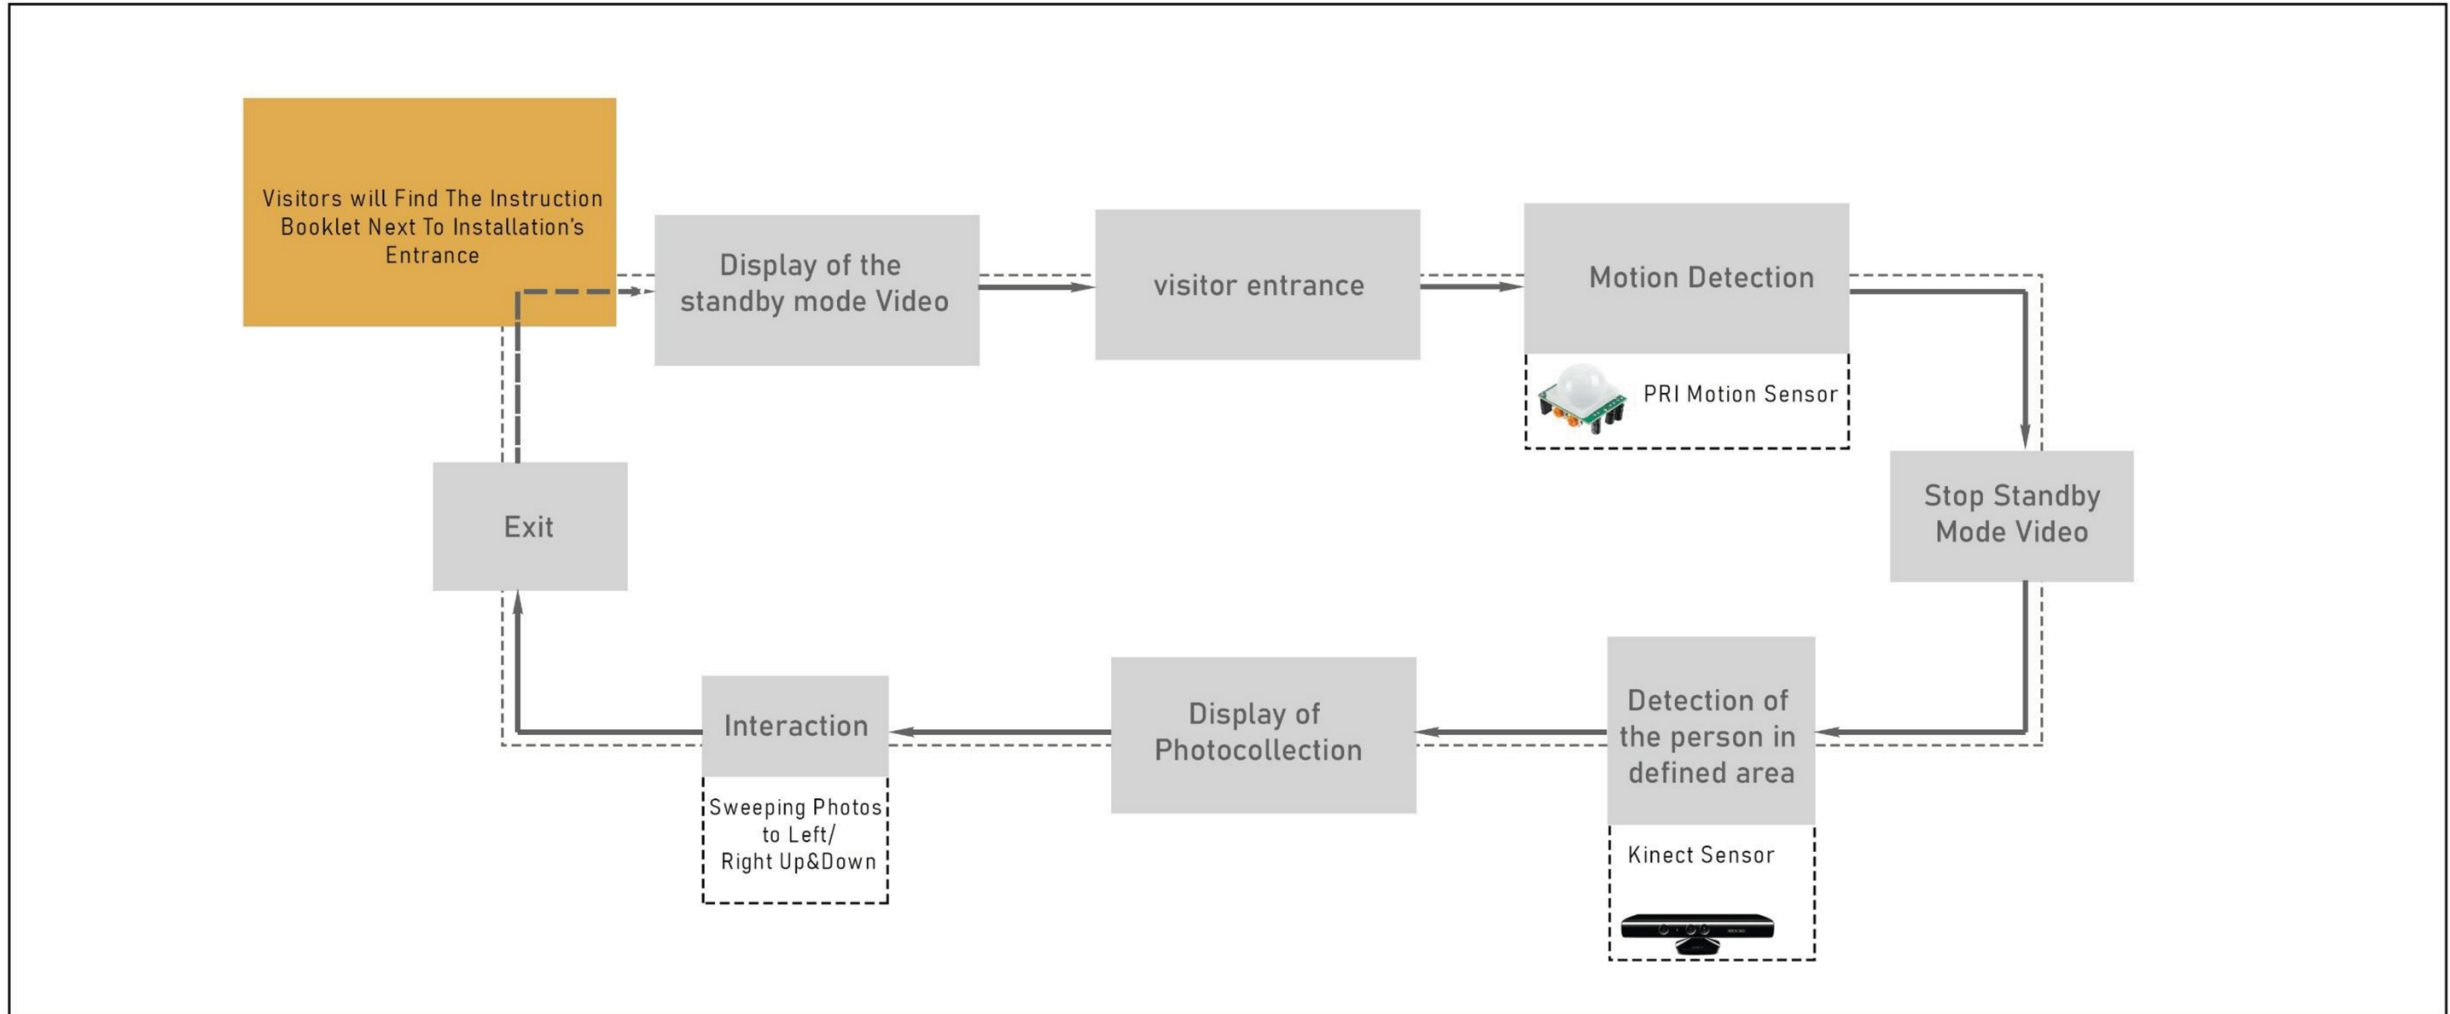 Visitors will Find The Instruction
Booklet Next To Installation's
Entrance
Display of the
standby mode Video
visitor entrance
Motion Detection
PRI Motion Sensor
Stop Standby
Mode Video
Detection of
the person in
defined area
Kinect Sensor
Display of
Photocollection
Interaction
Sweeping Photos
to Left/
Right Up&Down
Exit